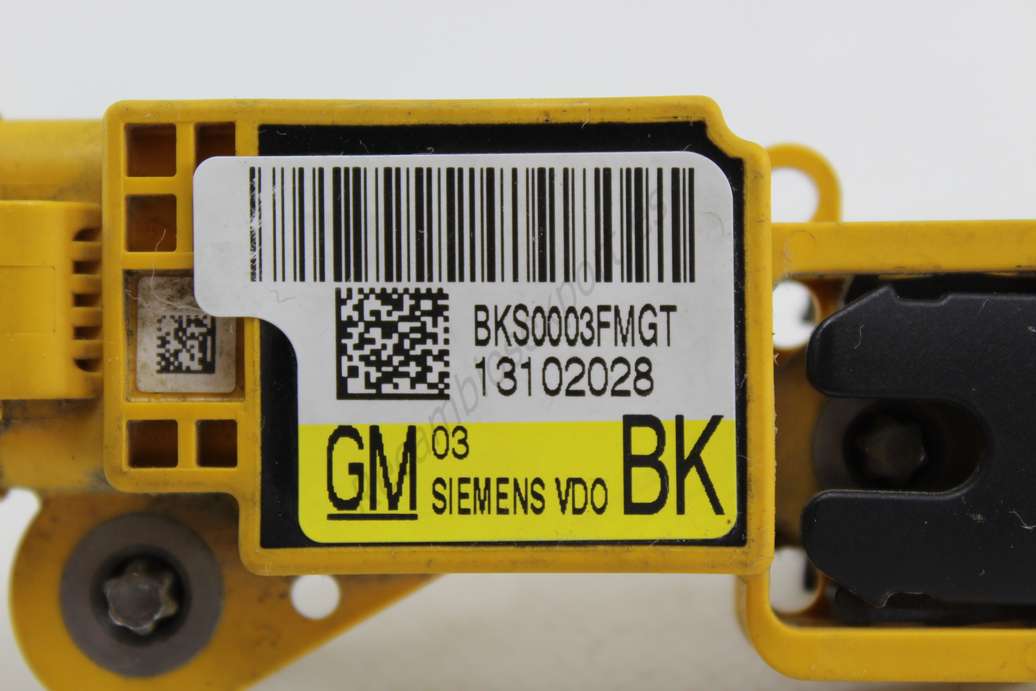 BKS0003FMGT
13102028
GM 03
SIEMENS VDO BK